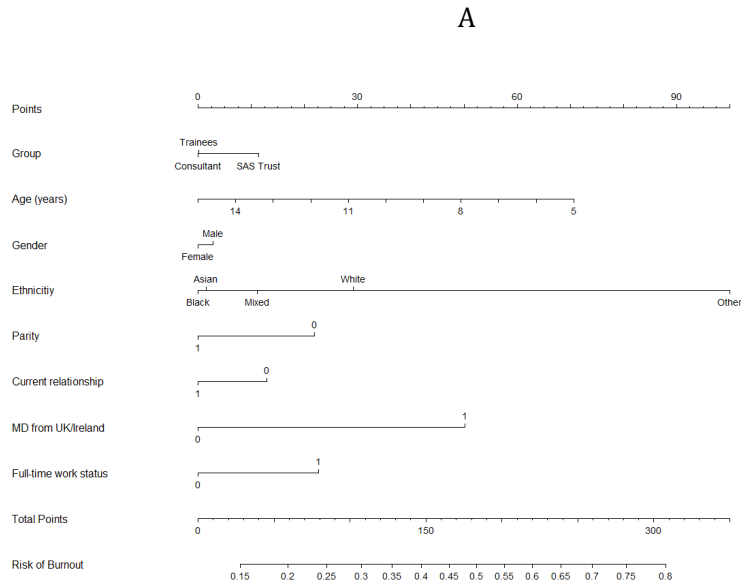 A
0 30 60 90
Points
Trainees
Group
Consultant SAS Trust
Age (years)
14 11 8 5
Male
Gender
Female
Asian White
Ethnicitiy
Black Mixed Other
0
Parity
1
0
Current relationship
1
1
MD from UK/Ireland
0
1
Full-time work status
0
Total Points
0 150 300
Risk of Burnout
0.15 0.2 0.25 0.3 0.35 0.4 0.45 0.5 0.55 0.6 0.65 0.7 0.75 0.8